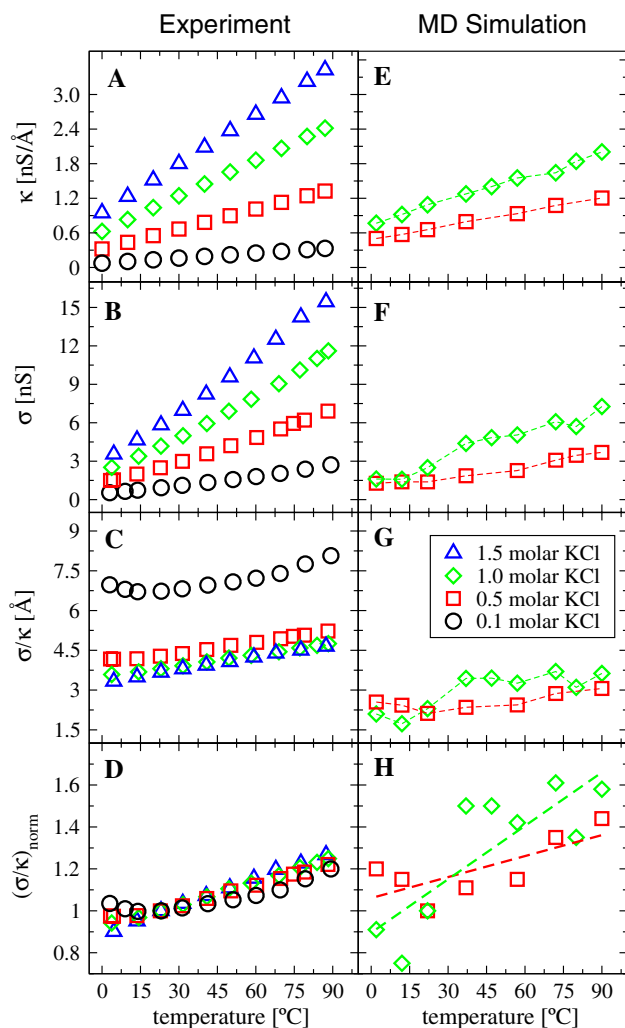 Experiment
MD Simulation
A
E
κ [nS/Å]
3.0
2.4
1.8
1.2
0.6
0
B
F
σ [nS]
15
12
9
6
3
0
C
G
σ/κ [Å]
9
7.5
6
4.5
3
1.5
1.5 molar KCl
1.0 molar KCl
0.5 molar KCl
0.1 molar KCl
D
H
(σ/κ)norm
1.6
1.4
1.2
1
0.8
0 15 30 45 60 75 90
0 15 30 45 60 75 90
temperature [ºC]
temperature [ºC]